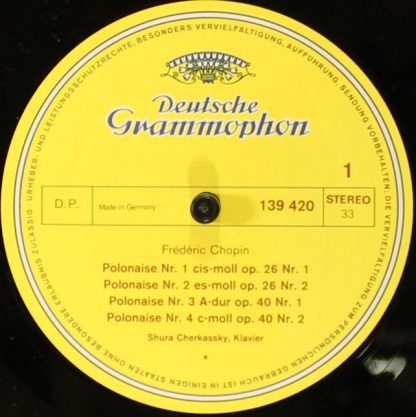 Deutsche
Grammophon
1
D.P.
Made in Germany
139 420
STEREO
33
Frédéric Chopin
Polonaise Nr. 1 cis-moll op. 26 Nr. 1
Polonaise Nr. 2 es-moll op. 26 Nr. 2
Polonaise Nr. 3 A-dur op. 40 Nr. 1
Polonaise Nr. 4 c-moll op. 40 Nr. 2
Shura Cherkassky, Klavier
*
URHEBER- UND LEISTUNGSSCHUTZRECHTE, BESONDERS VERVIELFÄLTIGUNG, AUFFÜHRUNG, SENDUNG VORBEHALTEN; DIE VERVIELFÄLTIGUNG ZUM PERSÖNLICHEN GEBRAUCH IST IN EINIGEN STAATEN OHNE BESONDERE ERLAUBNIS ZULÄSSIG